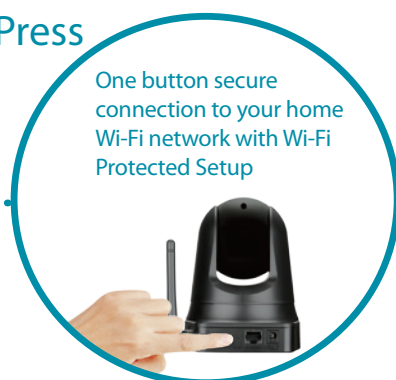 Press
One button secure
connection to your home
Wi-Fi network with Wi-Fi
Protected Setup